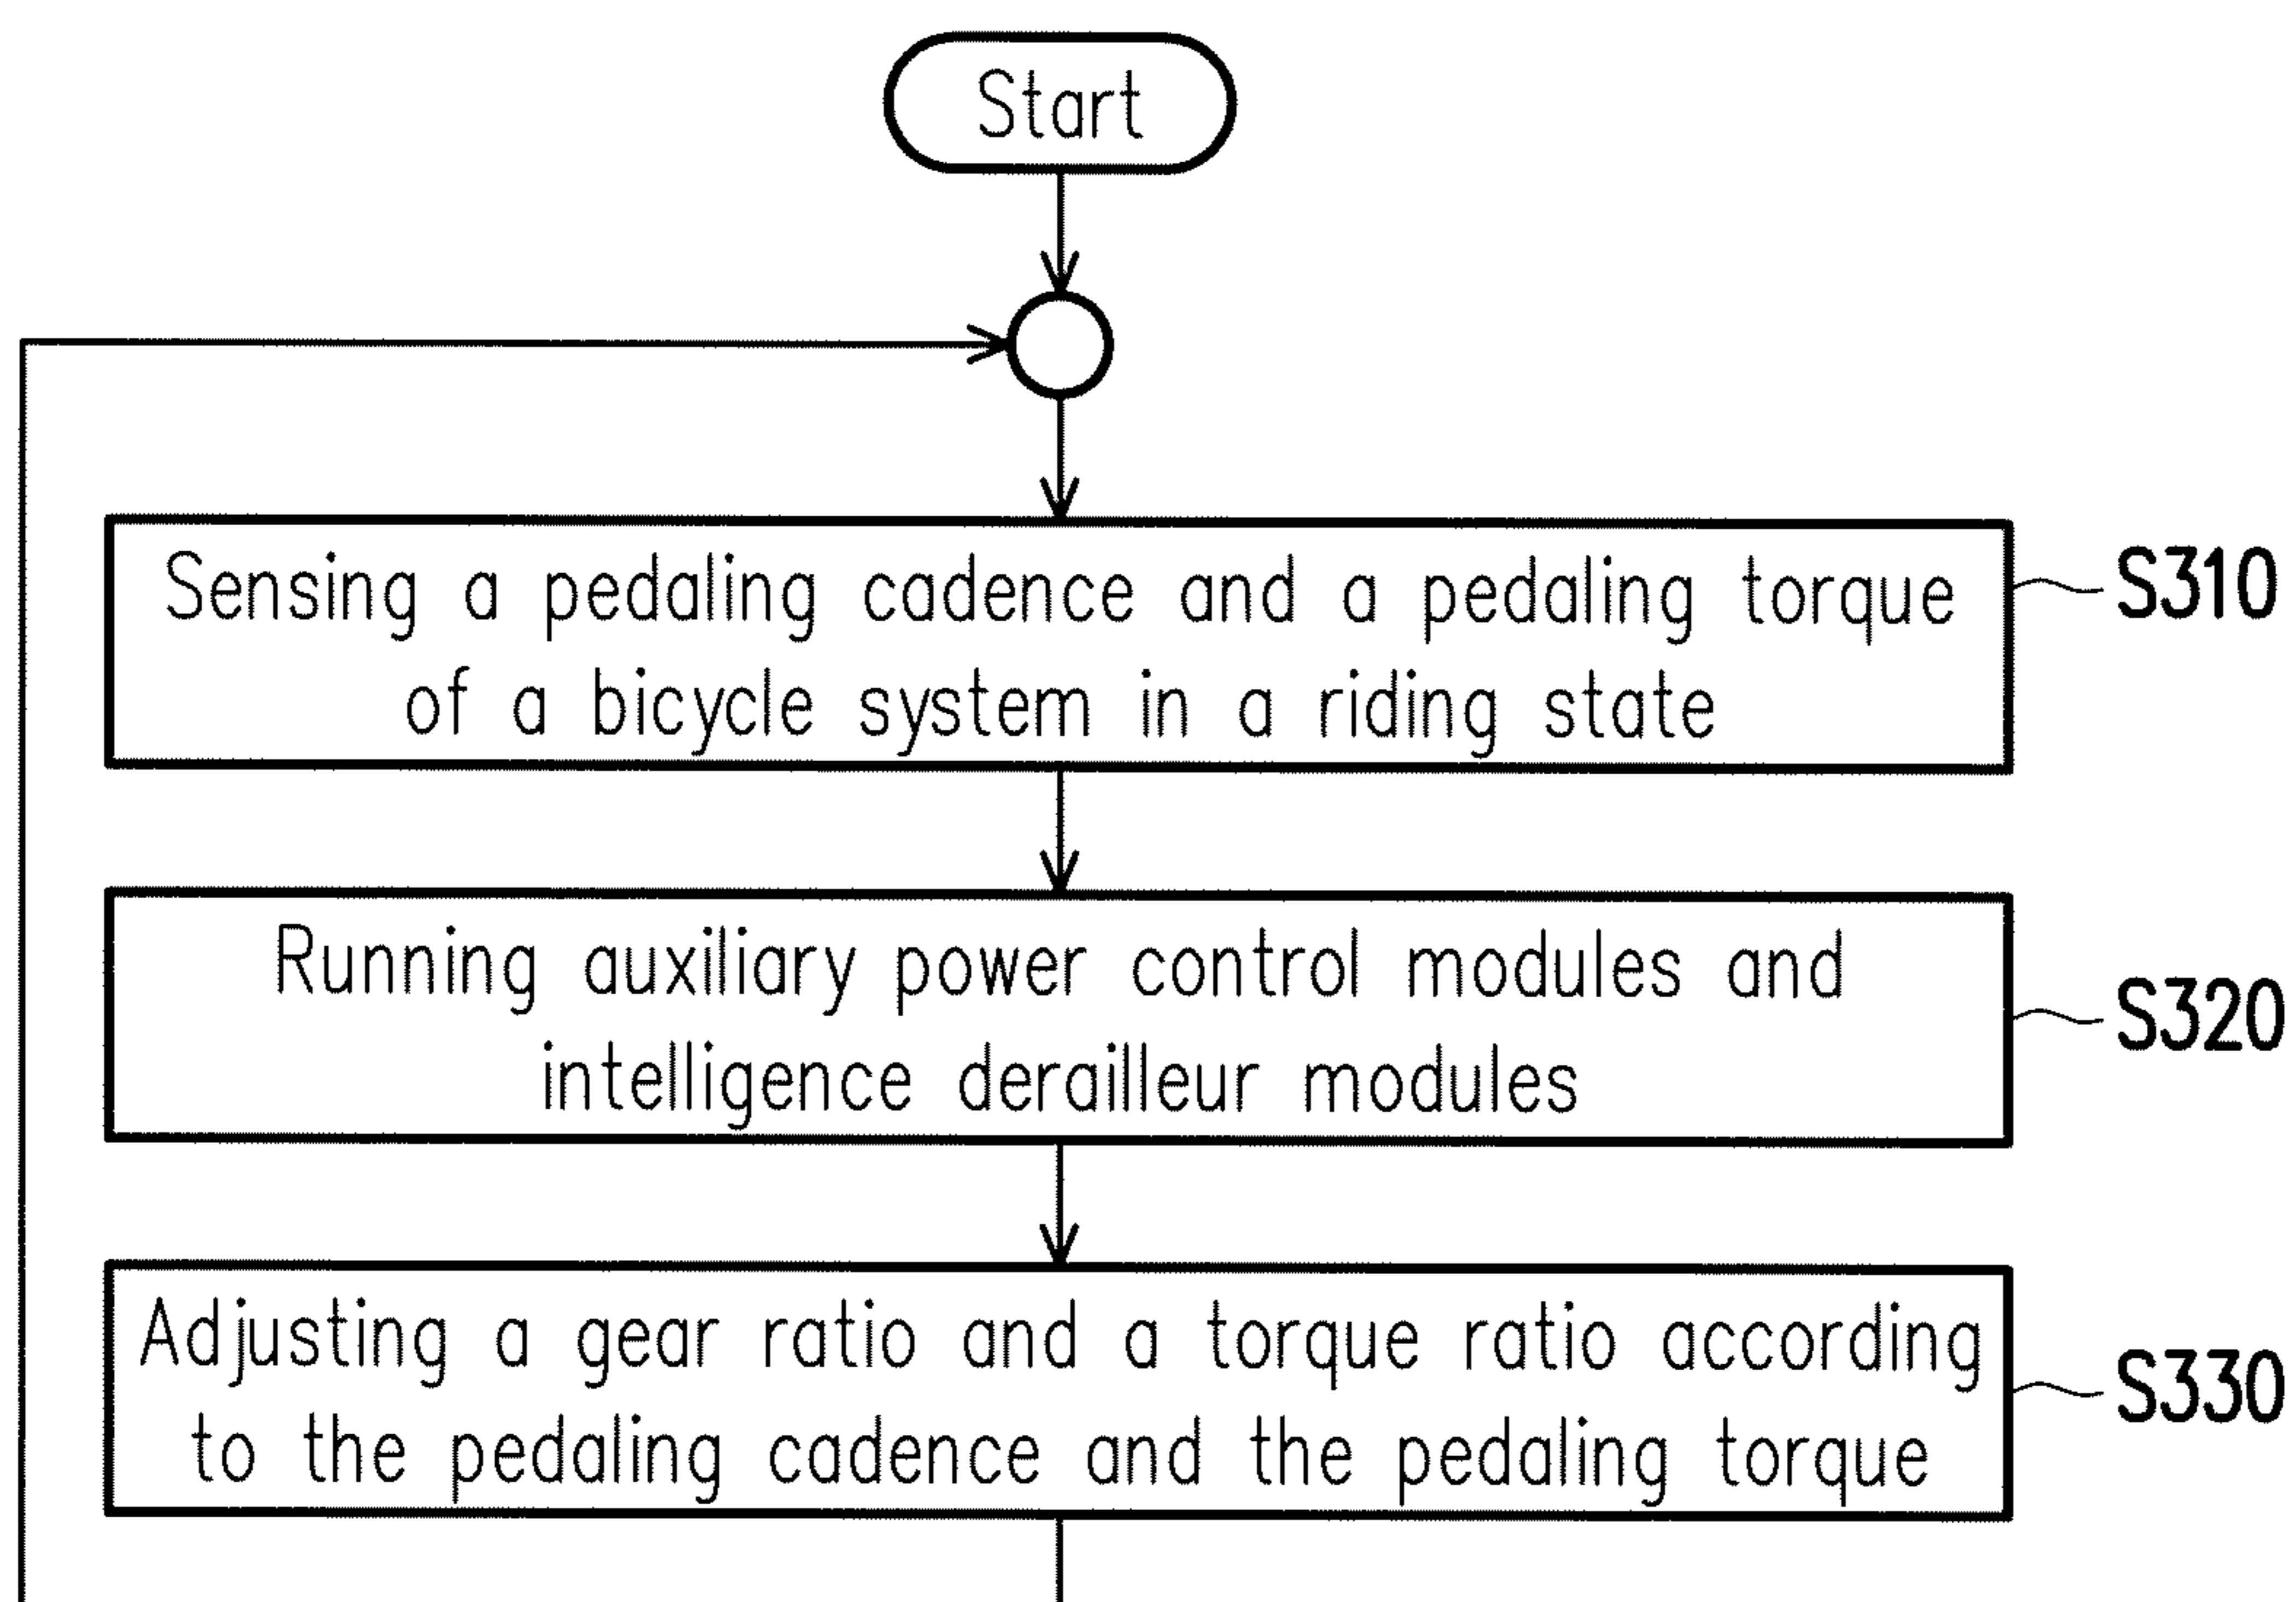 Start
Sensing a pedaling cadence and a pedaling torque
of a bicycle system in a riding state
S310
Running auxiliary power control modules and
intelligence derailleur modules
S320
Adjusting a gear ratio and a torque ratio according
to the pedaling cadence and the pedaling torque
S330